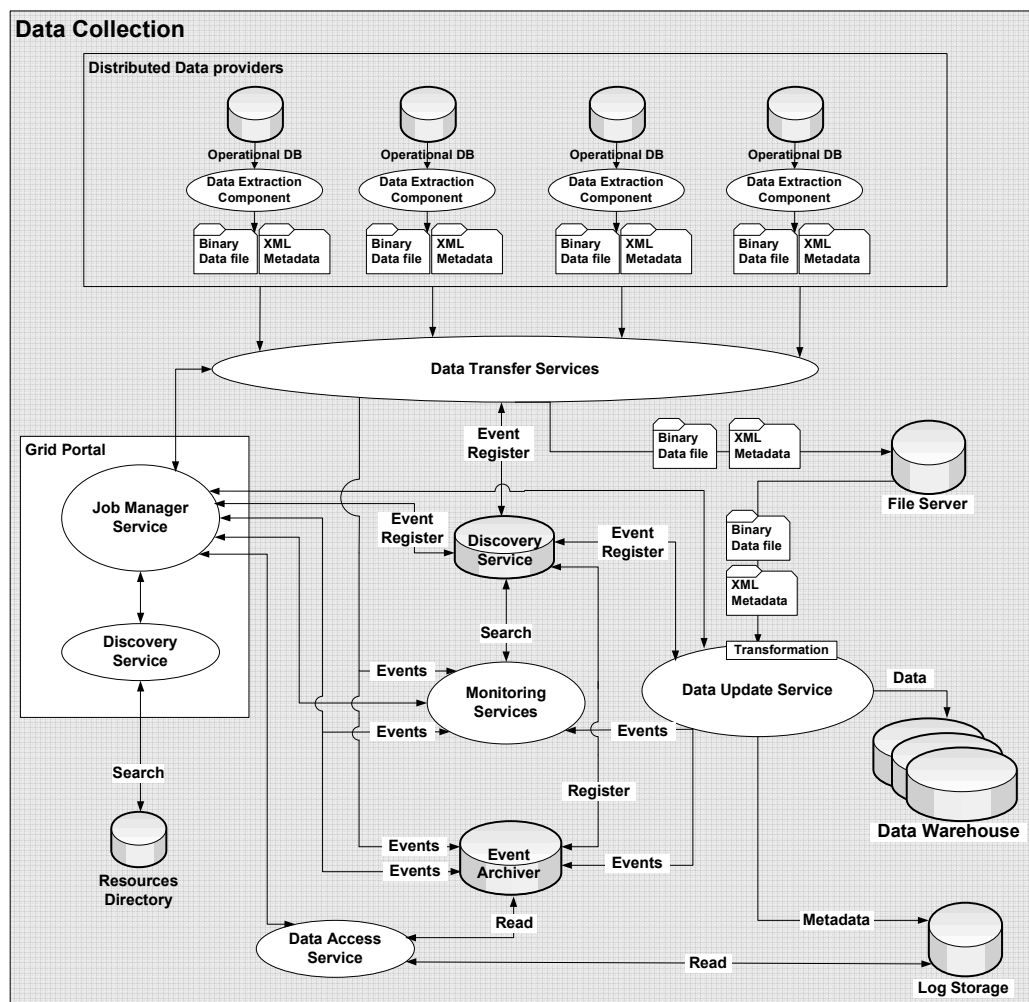 Data Collection
Distributed Data providers
Operational DB
Operational DB
Operational DB
Operational DB
Data Extraction
Component
Data Extraction
Component
Data Extraction
Component
Data Extraction
Component
Binary
Data file
XML
Metadata
Binary
Data file
XML
Metadata
Binary
Data file
XML
Metadata
Binary
Data file
XML
Metadata
Data Transfer Services
Event
Register
Binary
Data file
XML
Metadata
File Server
Grid Portal
Job Manager
Service
Event
Register
Discovery
Service
Event
Register
Binary
Data file
XML
Metadata
Discovery
Service
Search
Transformation
Events
Monitoring
Services
Data Update Service
Data
Events
Events
Search
Register
Data Warehouse
Resources
Directory
Events
Events
Event
Archiver
Events
Read
Metadata
Data Access
Service
Read
Log Storage